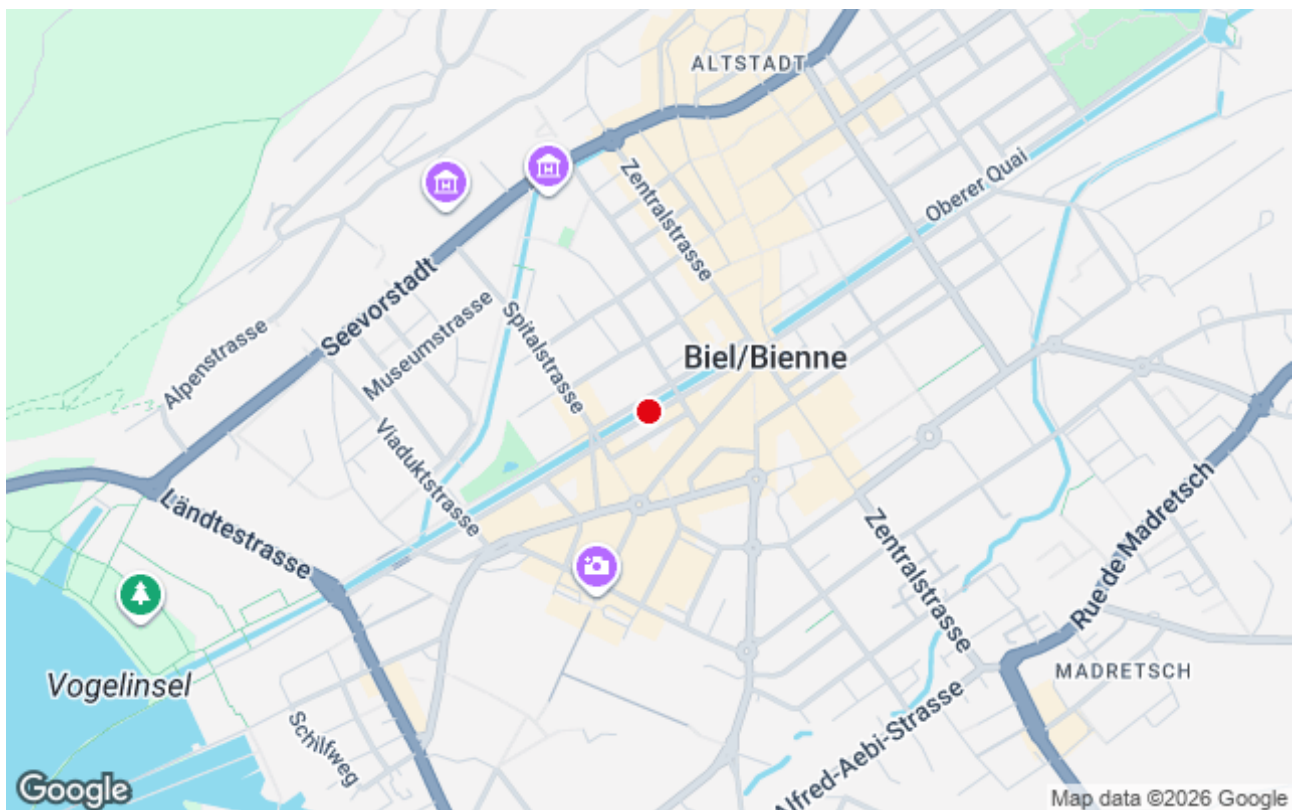 ALTSTADT
Oberer Quai
Zentralstrasse
Seevorstadt
Museumstrasse
Spitalstrasse
Alpenstrasse
Biel/Bienne
Viaduktstrasse
Ländtestrasse
Rue de Madretsch
Zentralstrasse
Vogelinsel
MADRETSCH
Schilfweg
Alfred-Aebi-Strasse
Google
Map data ©2026 Google